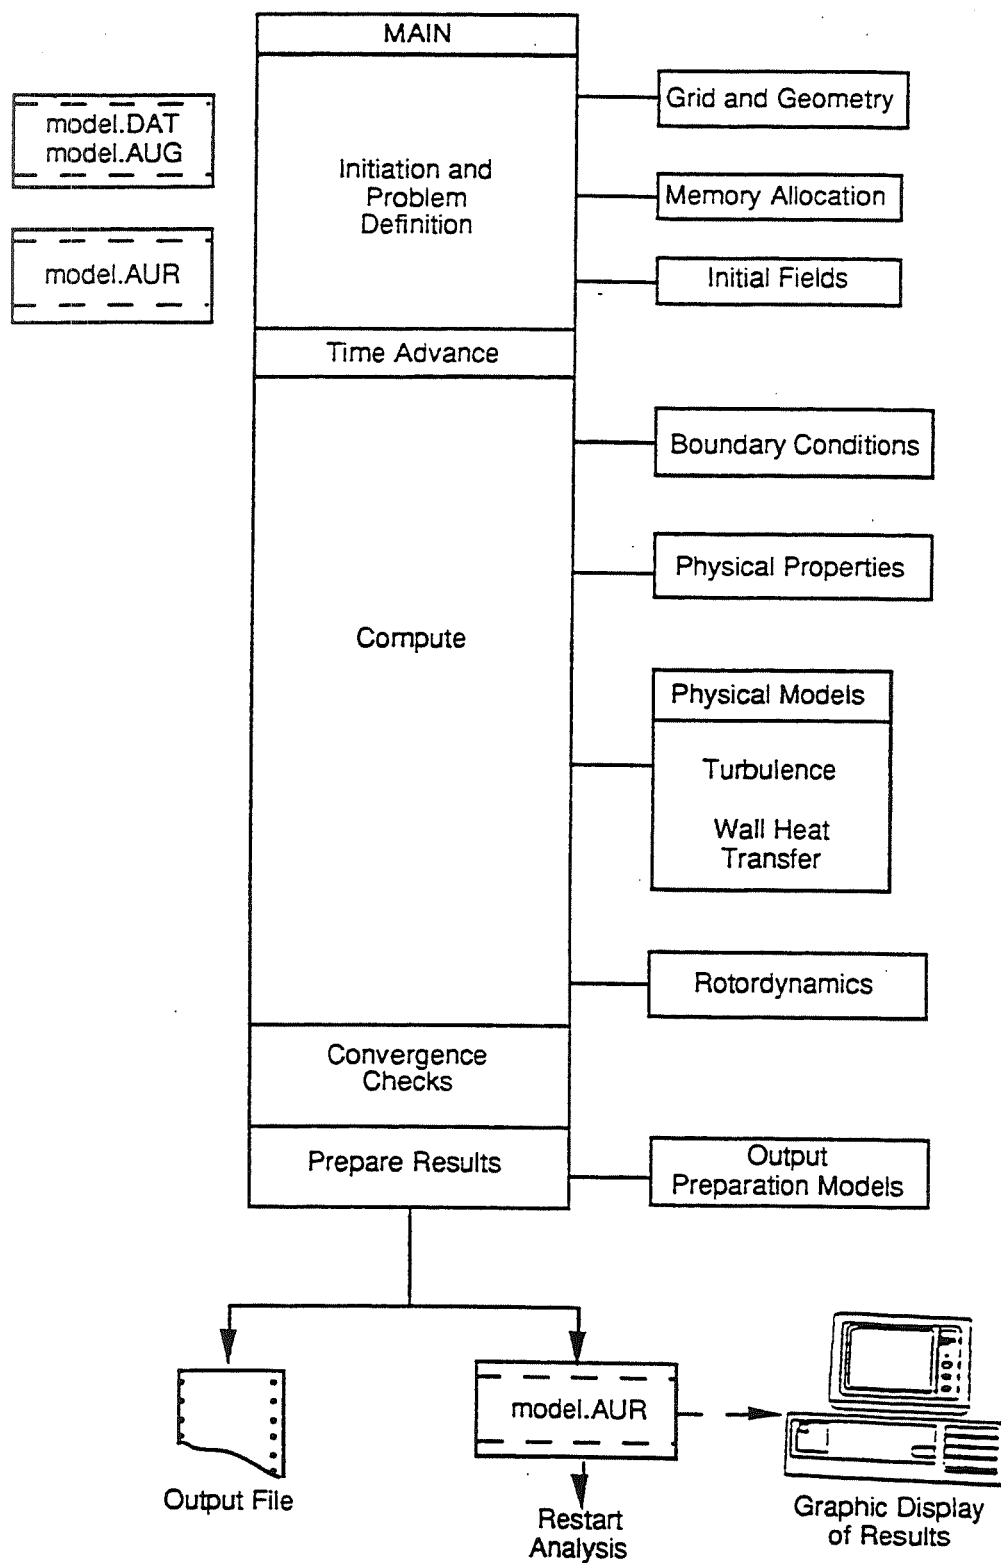 MAIN
model.DAT
model.AUG
model.AUR
Initiation and
Problem
Definition
Grid and Geometry
Memory Allocation
Initial Fields
Time Advance
Compute
Boundary Conditions
Physical Properties
Physical Models
Turbulence
Wall Heat
Transfer
Rotordynamics
Convergence
Checks
Prepare Results
Output
Preparation Models
Output File
model.AUR
Restart
Analysis
Graphic Display
of Results